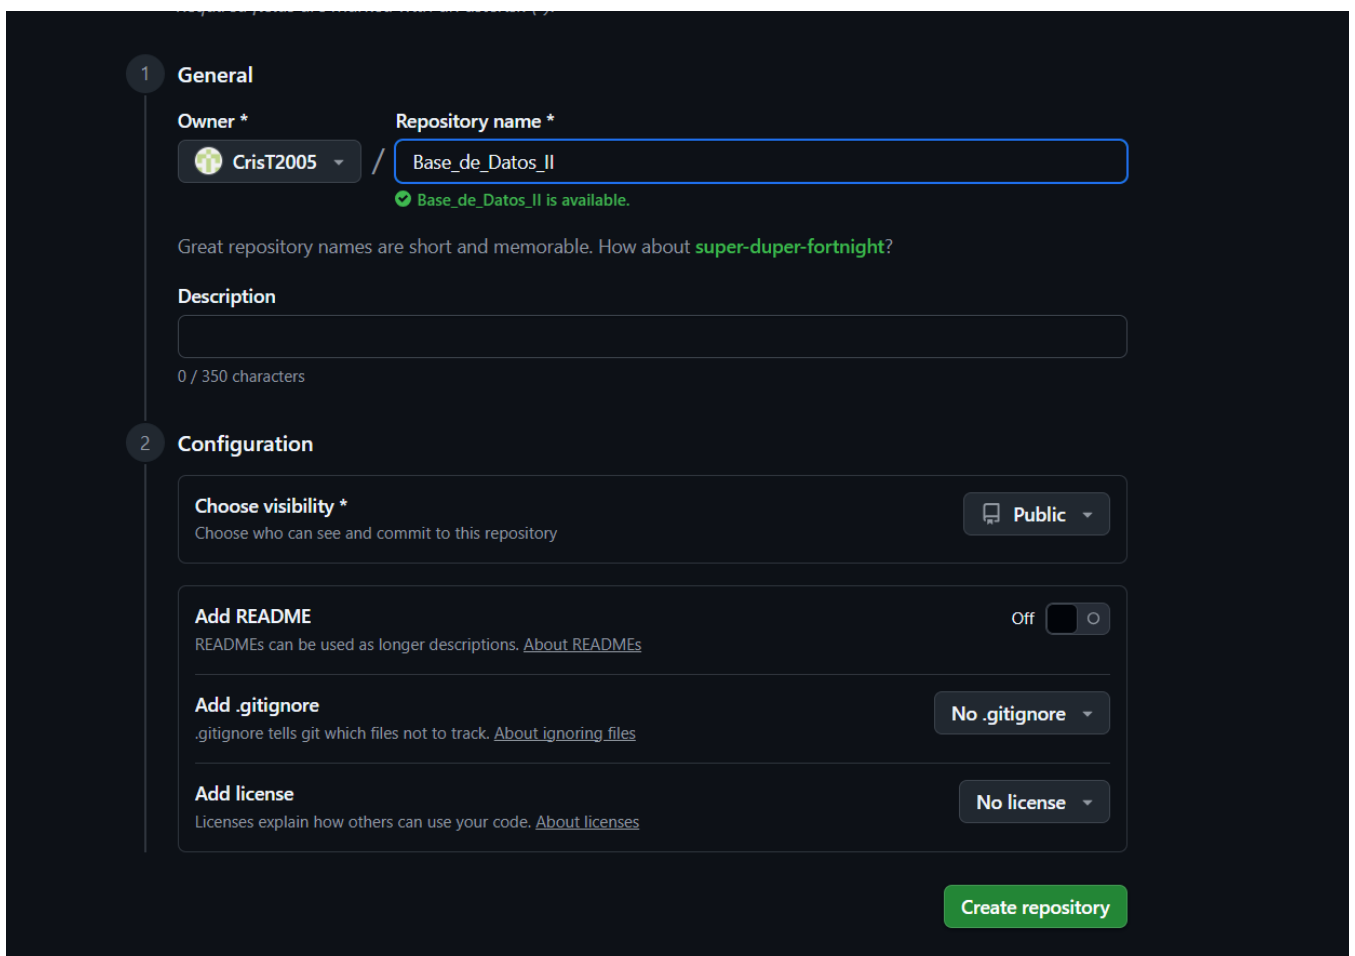 1 General
Owner * Repository name *
CrisT2005 / Base_de_Datos_II
Base_de_Datos_II is available.
Great repository names are short and memorable. How about super-duper-fortnight?
Description
0 / 350 characters
2 Configuration
Choose visibility *
Public
Choose who can see and commit to this repository
Add README
Off
READMEs can be used as longer descriptions. About READMEs
Add .gitignore
No .gitignore
.gitignore tells git which files not to track. About ignoring files
Add license
No license
Licenses explain how others can use your code. About licenses
Create repository